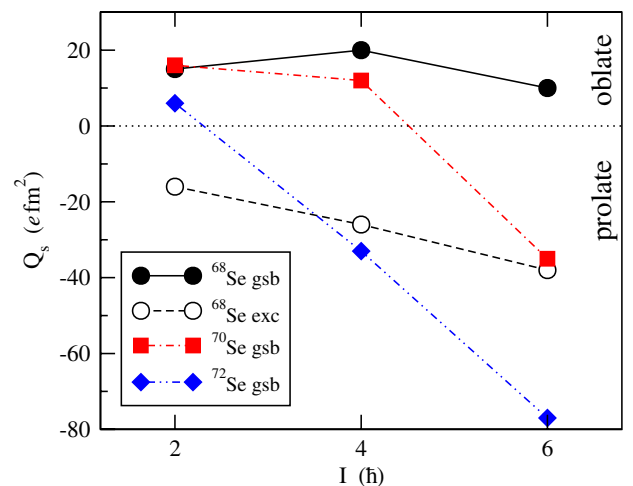 20
0
-20
-40
-60
-80
Q_s (e fm²)
oblate
prolate
⁶⁸Se gsb
⁶⁸Se exc
⁷⁰Se gsb
⁷²Se gsb
2 4 6
I (ħ)